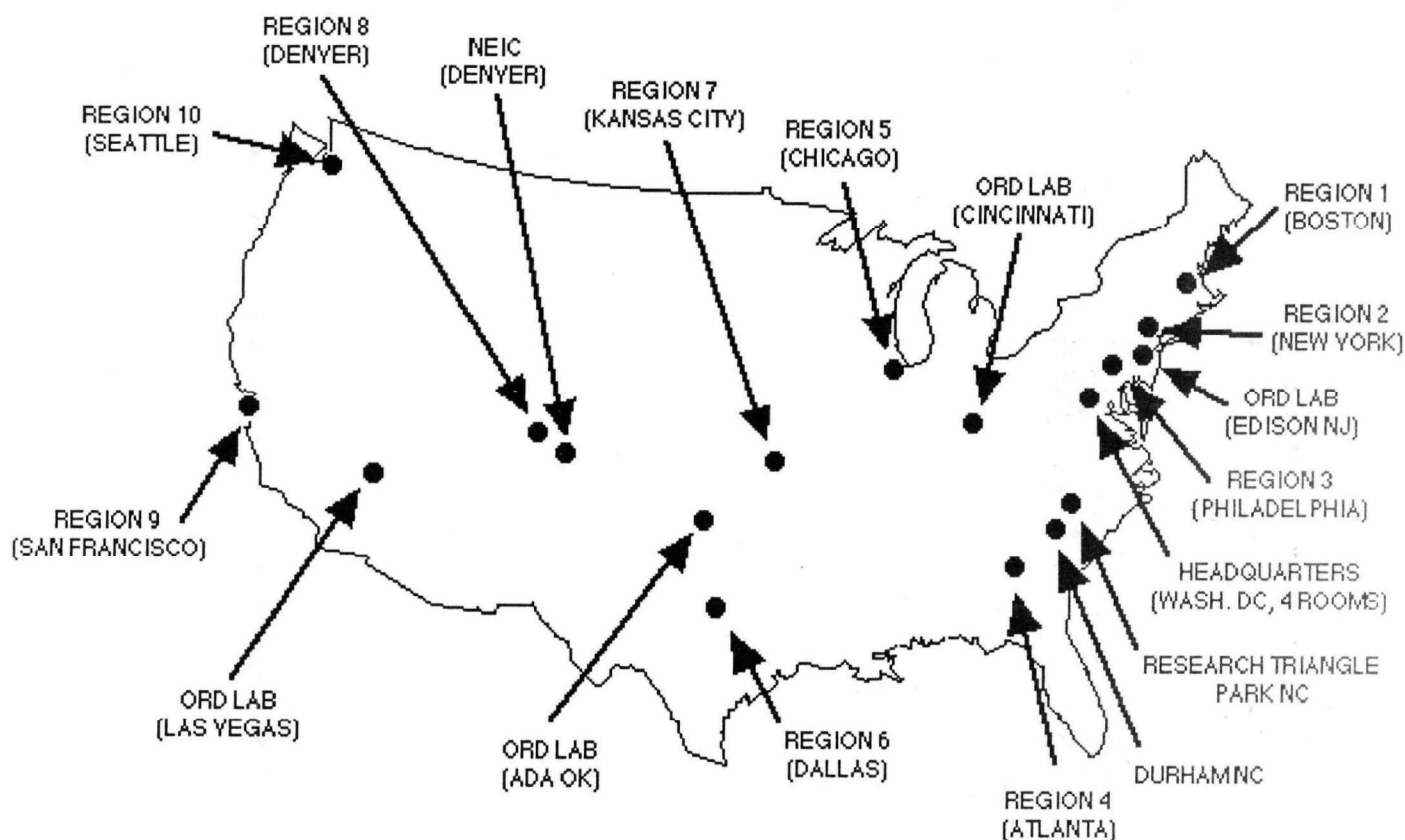 REGION 8
(DENVER)
NEIC
(DENVER)
REGION 7
(KANSAS CITY)
REGION 10
(SEATTLE)
REGION 5
(CHICAGO)
ORD LAB
(CINCINNATI)
REGION 1
(BOSTON)
REGION 2
(NEW YORK)
ORD LAB
(EDISON NJ)
REGION 3
(PHILADELPHIA)
HEADQUARTERS
(WASH. DC, 4 ROOMS)
RESEARCH TRIANGLE
PARK NC
DURHAM NC
REGION 4
(ATLANTA)
REGION 6
(DALLAS)
ORD LAB
(ADA OK)
ORD LAB
(LAS VEGAS)
REGION 9
(SAN FRANCISCO)